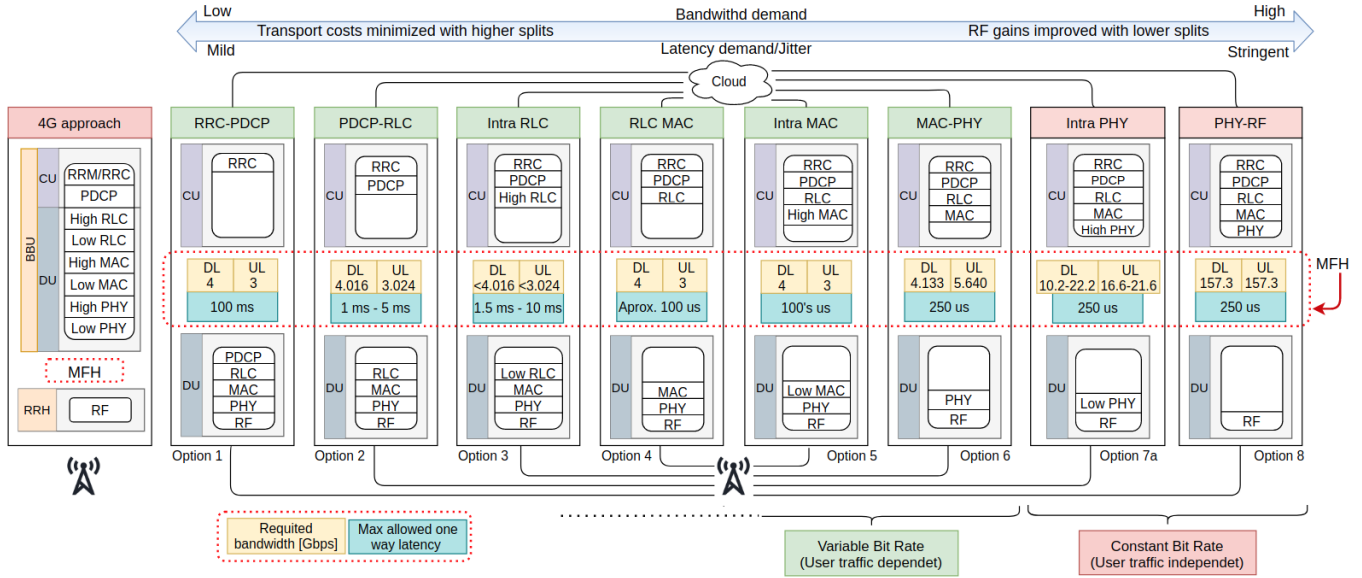 Low
Bandwithd demand
High
Transport costs minimized with higher splits
RF gains improved with lower splits
Mild
Latency demand/Jitter
Stringent
Cloud
4G approach
BBU
CU
RRM/RRC
PDCP
DU
High RLC
Low RLC
High MAC
Low MAC
High PHY
Low PHY
MFH
RRH
RF
RRC-PDCP
CU
RRC
DL
4
UL
3
100 ms
DU
PDCP
RLC
MAC
PHY
RF
Option 1
PDCP-RLC
CU
RRC
PDCP
DL
4.016
UL
3.024
1 ms - 5 ms
DU
RLC
MAC
PHY
RF
Option 2
Intra RLC
CU
RRC
PDCP
High RLC
DL
<4.016
UL
<3.024
1.5 ms - 10 ms
DU
Low RLC
MAC
PHY
RF
Option 3
RLC MAC
CU
RRC
PDCP
RLC
DL
4
UL
3
Aprox. 100 us
DU
MAC
PHY
RF
Option 4
Intra MAC
CU
RRC
PDCP
RLC
High MAC
DL
4
UL
3
100's us
DU
Low MAC
PHY
RF
Option 5
MAC-PHY
CU
RRC
PDCP
RLC
MAC
DL
4.133
UL
5.640
250 us
DU
PHY
RF
Option 6
Intra PHY
CU
RRC
PDCP
RLC
MAC
High PHY
DL
10.2-22.2
UL
16.6-21.6
250 us
DU
Low PHY
RF
Option 7a
PHY-RF
CU
RRC
PDCP
RLC
MAC
PHY
DL
157.3
UL
157.3
250 us
DU
RF
Option 8
MFH
Requited
bandwidth [Gbps]
Max allowed one
way latency
Variable Bit Rate
(User traffic dependet)
Constant Bit Rate
(User traffic independet)